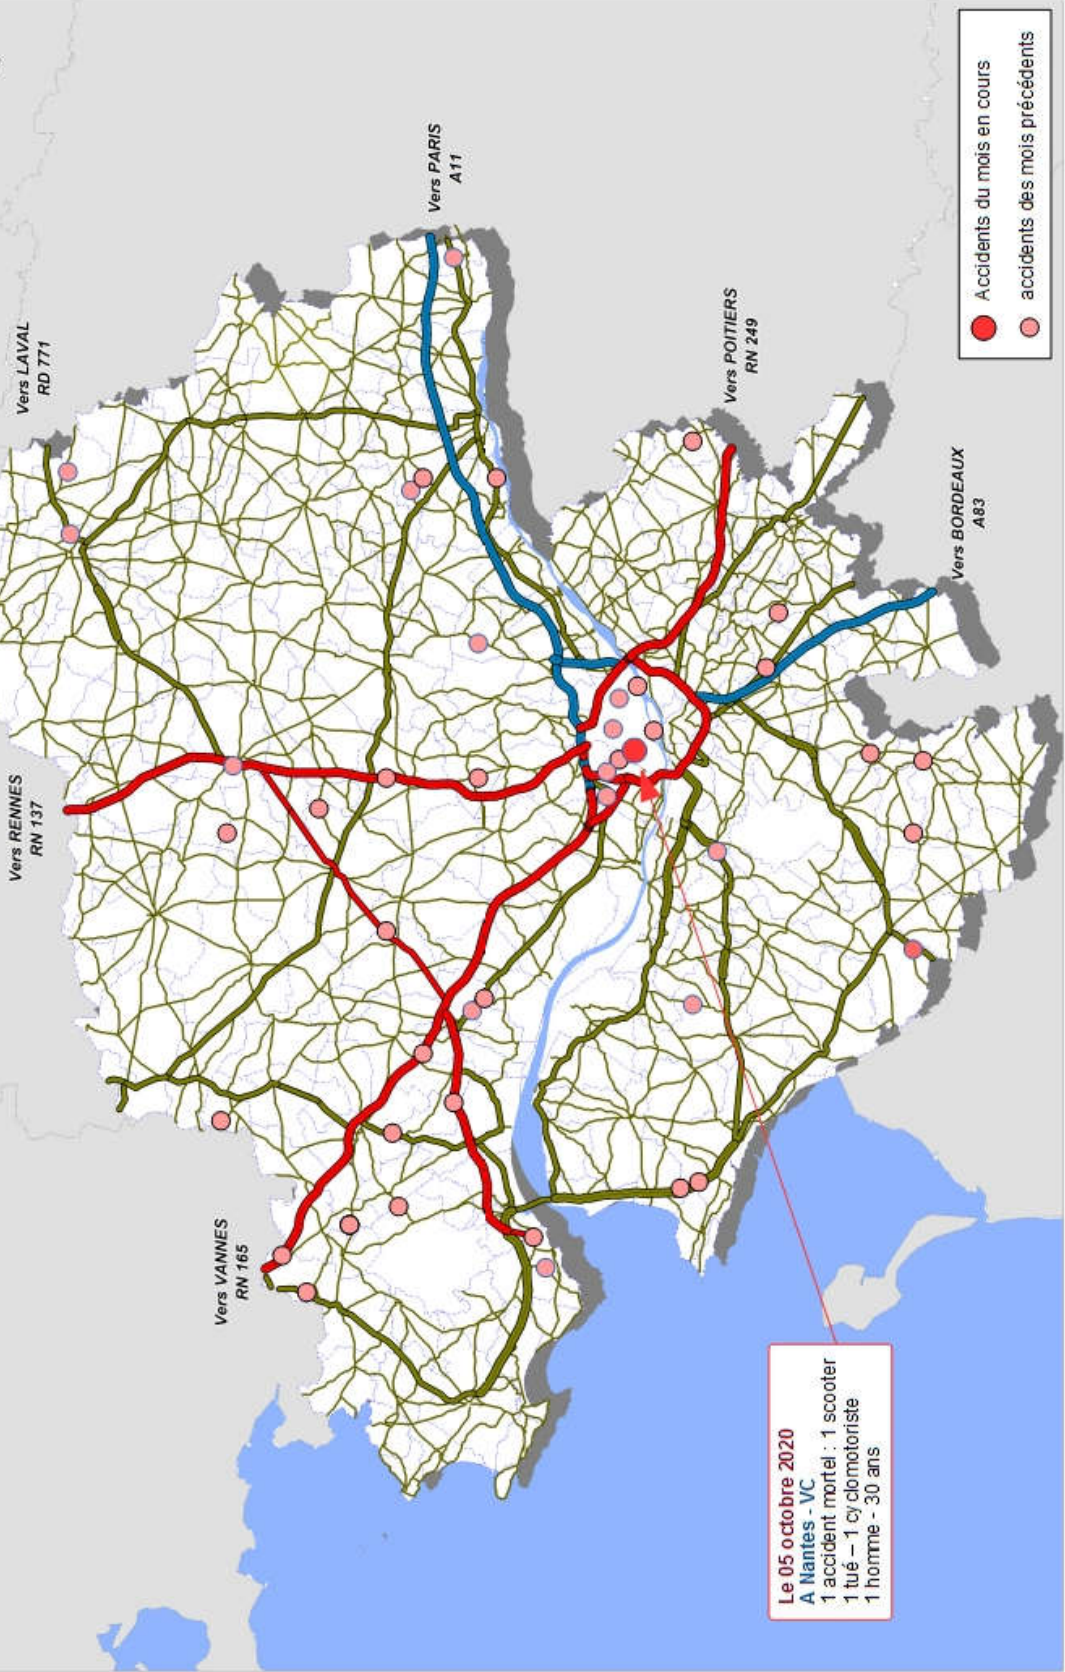 Vers VANNES
RN 165
Vers RENNES
RN 137
Vers LAVAL
RD 771
Vers PARIS
A11
Vers POITIERS
RN 249
Vers BORDEAUX
A83
Le 05 octobre 2020
A Nantes - VC
1 accident mortel : 1 scooter
1 tué – 1 cyclomotoriste
1 homme - 30 ans
Accidents du mois en cours
accidents des mois précédents